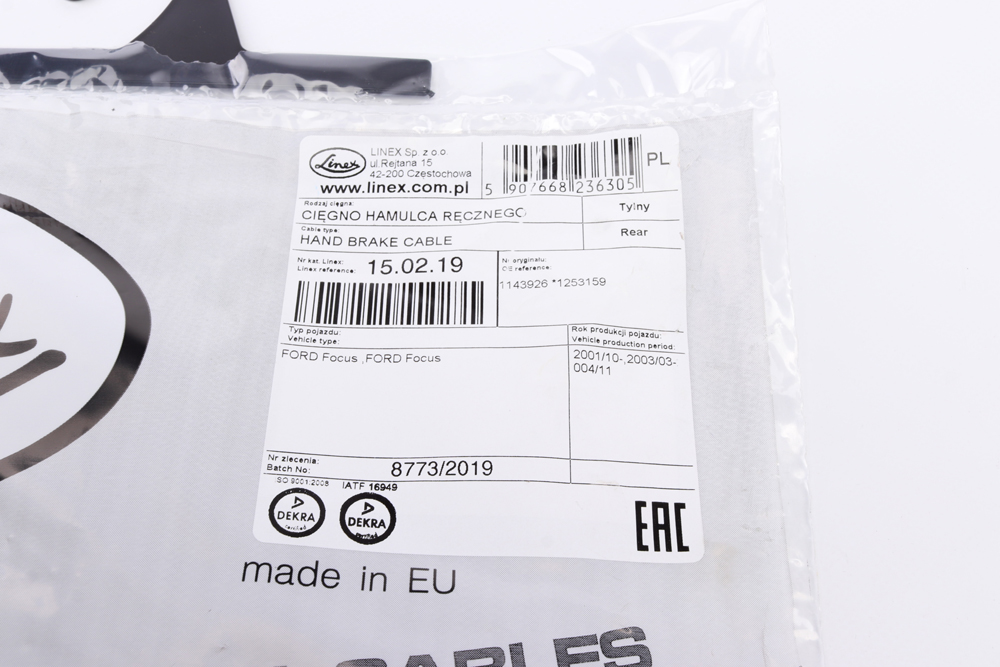 Linex
LINEX Sp. z o.o.
ul.Rejtana 15
42-200 Częstochowa
www.linex.com.pl
5 907668 236305
PL
Rodzaj cięgna:
CIĘGNO HAMULCA RĘCZNEGO
Tylny
Cable type:
HAND BRAKE CABLE
Rear
Nr kat. Linex:
Linex reference:
15.02.19
Nr oryginału:
OE reference:
1143926 *1253159
Typ pojazdu:
Vehicle type:
Rok produkcji pojazdu:
Vehicle production period:
FORD Focus ,FORD Focus
2001/10-,2003/03-
004/11
Nr zlecenia:
Batch No:
8773/2019
ISO 9001:2008
IATF 16949
DEKRA
certified
DEKRA
certified
EAC
made in EU
CABLES